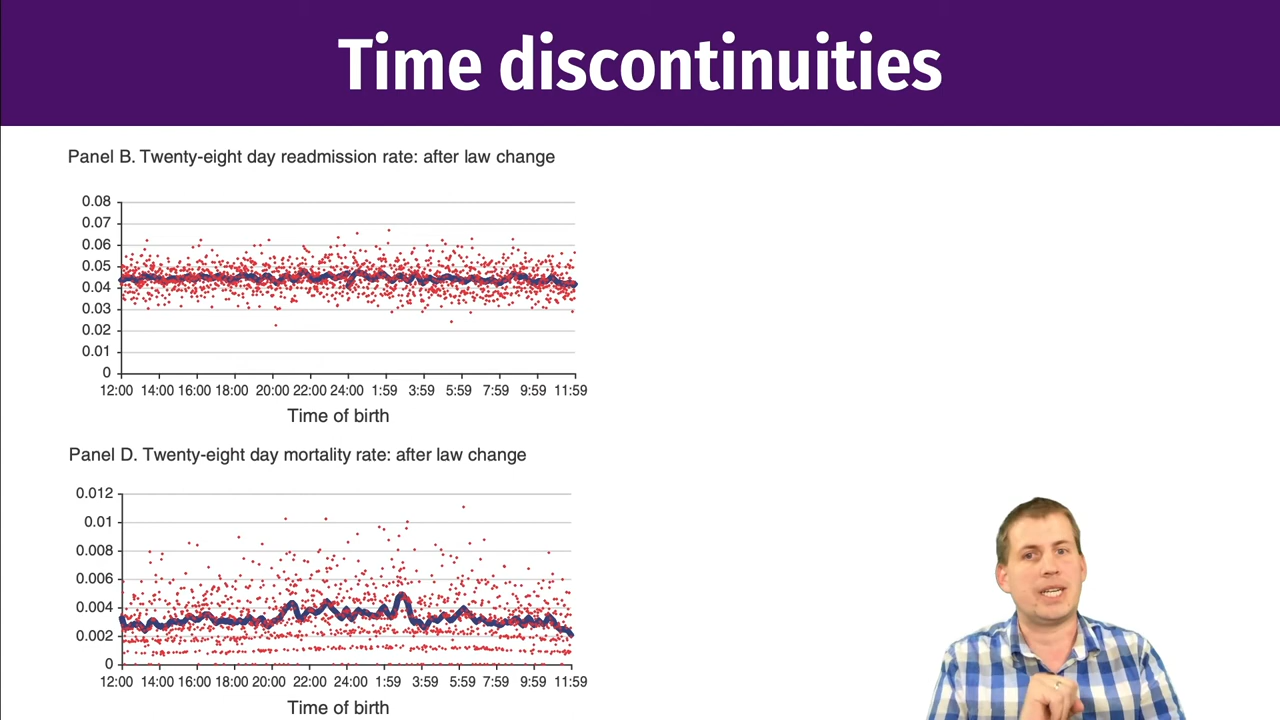 Time discontinuities
Panel B. Twenty-eight day readmission rate: after law change
0.08
0.07
0.06
0.05
0.04
0.03
0.02
0.01
0
12:00 14:00 16:00 18:00 20:00 22:00 24:00 1:59 3:59 5:59 7:59 9:59 11:59
Time of birth
Panel D. Twenty-eight day mortality rate: after law change
0.012
0.01
0.008
0.006
0.004
0.002
0
12:00 14:00 16:00 18:00 20:00 22:00 24:00 1:59 3:59 5:59 7:59 9:59 11:59
Time of birth